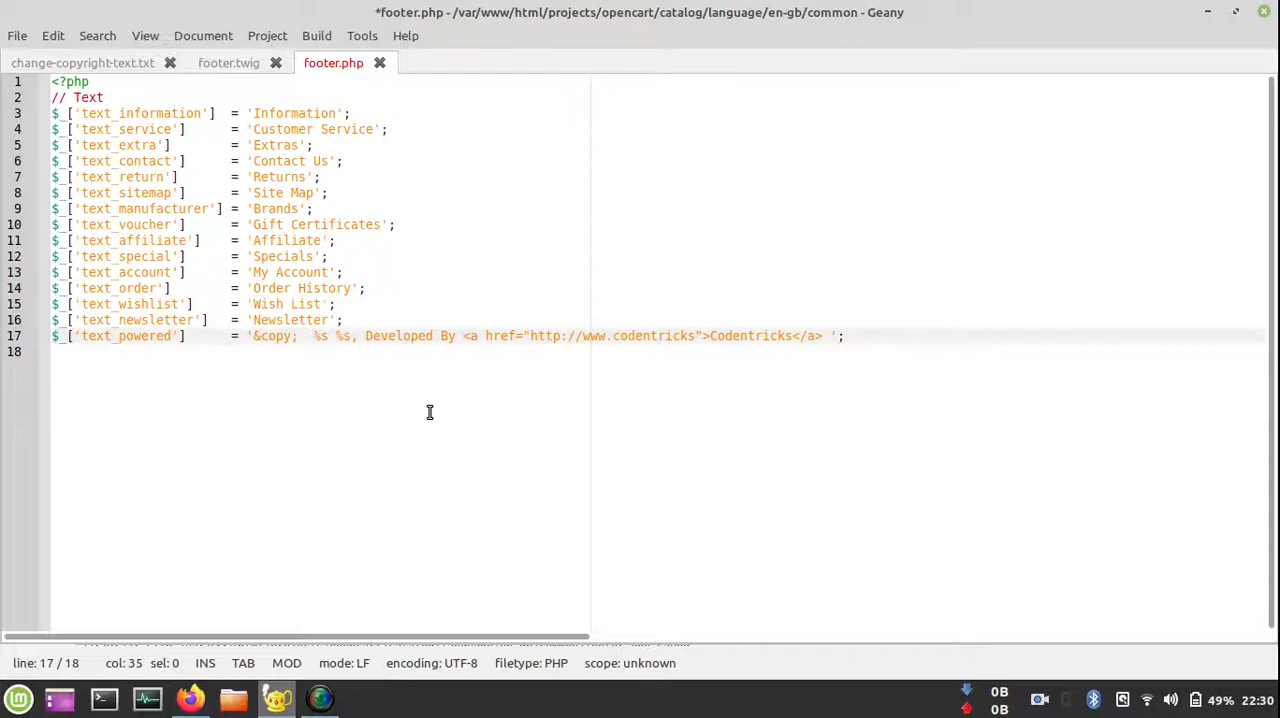 *footer.php - /var/www/html/projects/opencart/catalog/language/en-gb/common - Geany
File Edit Search View Document Project Build Tools Help
change-copyright-text.txt footer.twig footer.php
1 <?php
2 // Text
3 $_['text_information']  = 'Information';
4 $_['text_service']      = 'Customer Service';
5 $_['text_extra']        = 'Extras';
6 $_['text_contact']      = 'Contact Us';
7 $_['text_return']       = 'Returns';
8 $_['text_sitemap']      = 'Site Map';
9 $_['text_manufacturer'] = 'Brands';
10 $_['text_voucher']      = 'Gift Certificates';
11 $_['text_affiliate']    = 'Affiliate';
12 $_['text_special']      = 'Specials';
13 $_['text_account']      = 'My Account';
14 $_['text_order']        = 'Order History';
15 $_['text_wishlist']     = 'Wish List';
16 $_['text_newsletter']   = 'Newsletter';
17 $_['text_powered']      = '&copy;  %s %s, Developed By <a href="http://www.codentricks">Codentricks</a> ';
18
line: 17 / 18 col: 35 sel: 0 INS TAB MOD mode: LF encoding: UTF-8 filetype: PHP scope: unknown
0B
0B
49% 22:30